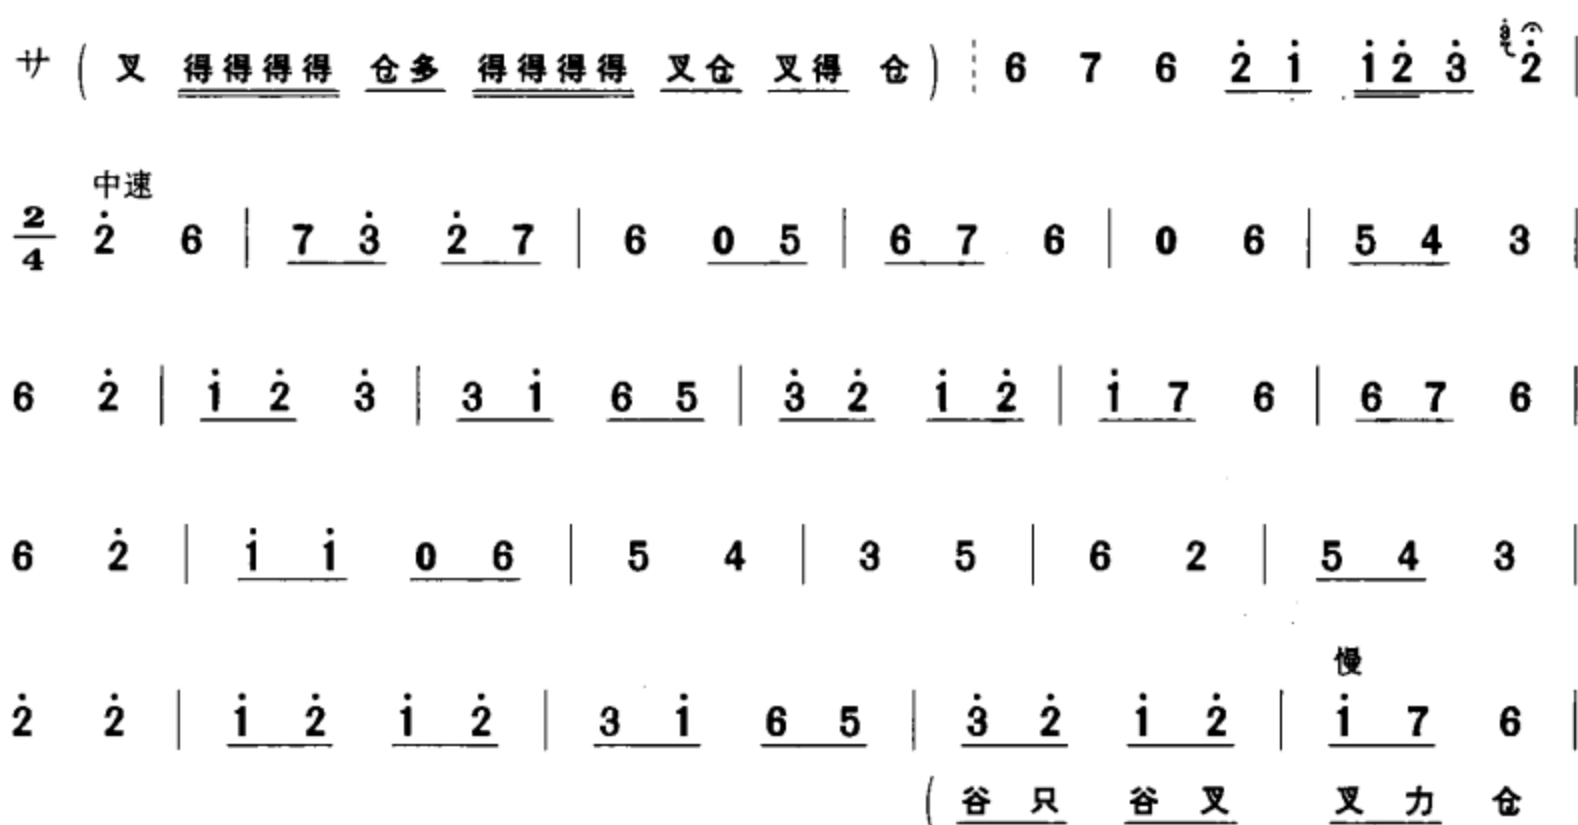 サ ( 叉 得得得得 仓多 得得得得 叉仓 叉得 仓 ) ┊ 6 7 6 2̇ 1̇ 1̇ 2̇ 3̇ 3̇ 2̇ |
中速
2/4 2̇ 6 | 7 3̇ 2̇ 7 | 6 0 5 | 6 7 6 | 0 6 | 5 4 3 |
6 2̇ | 1̇ 2̇ 3̇ | 3 1̇ 6 5 | 3̇ 2̇ 1̇ 2̇ | 1̇ 7 6 | 6 7 6 |
6 2̇ | 1̇ 1̇ 0 6 | 5 4 | 3 5 | 6 2 | 5 4 3 |
慢
2̇ 2̇ | 1̇ 2̇ 1̇ 2̇ | 3 1̇ 6 5 | 3̇ 2̇ 1̇ 2̇ | 1̇ 7 6 |
( 谷 只 谷 叉 叉 力 仓